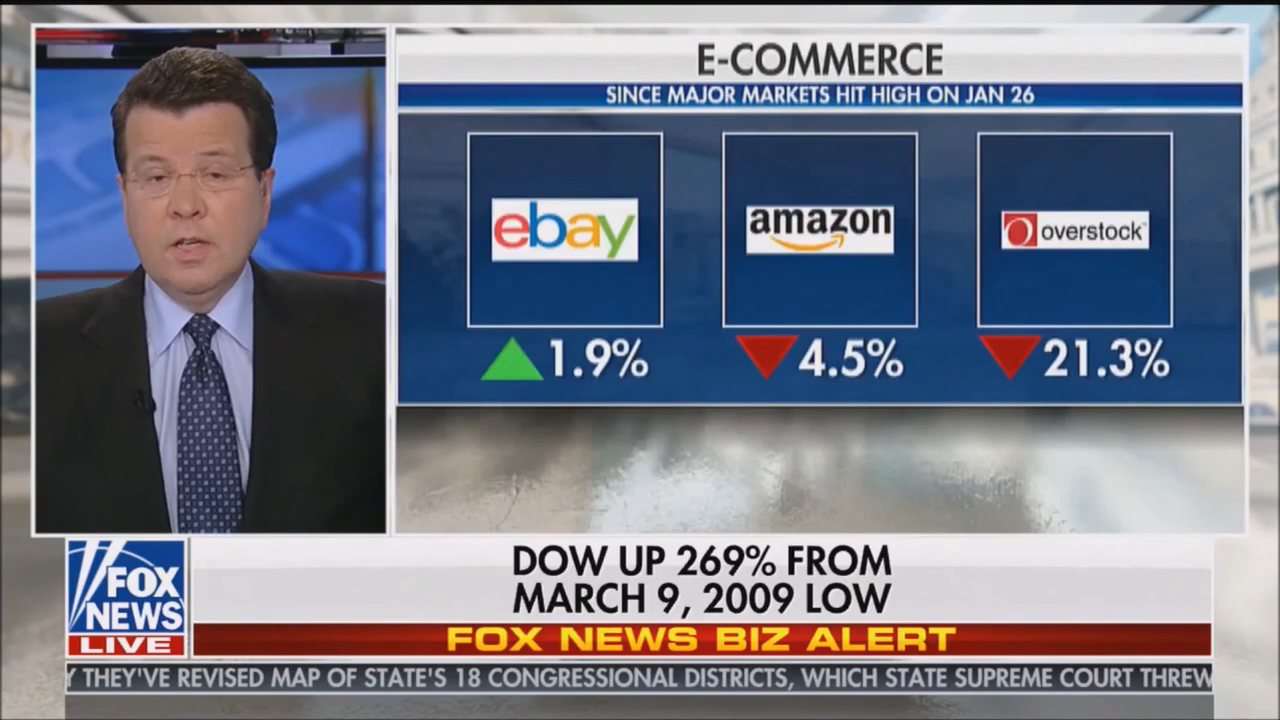 E-COMMERCE
SINCE MAJOR MARKETS HIT HIGH ON JAN 26
ebay
amazon
overstock™
1.9%
4.5%
21.3%
DOW UP 269% FROM
MARCH 9, 2009 LOW
FOX
NEWS
LIVE
FOX NEWS BIZ ALERT
Y THEY'VE REVISED MAP OF STATE'S 18 CONGRESSIONAL DISTRICTS, WHICH STATE SUPREME COURT THREW